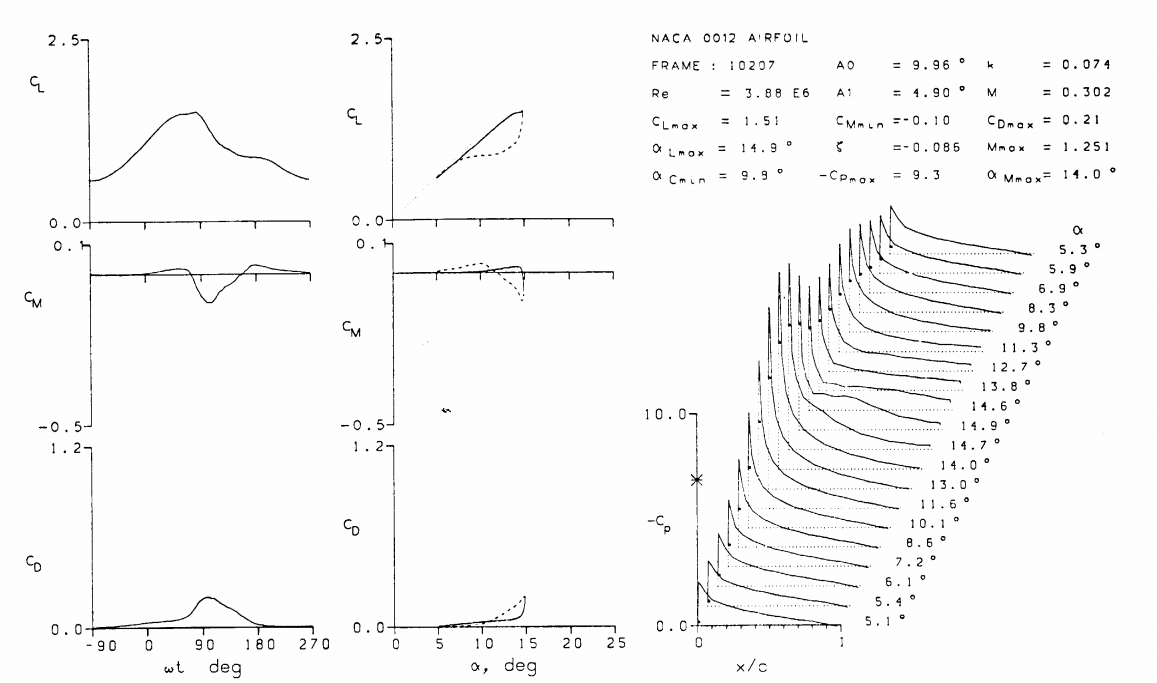 NACA 0012 AIRFOIL
FRAME : 10207 A0 = 9.96 ° k = 0.074
Re = 3.88 E6 A1 = 4.90 ° M = 0.302
CLmax = 1.51 CMmin =-0.10 CDmax = 0.21
αLmax = 14.9 ° ζ =-0.086 Mmax = 1.251
αCmin = 9.8 ° -CPmax = 9.3 αMmax= 14.0 °
2.5
CL
0.0
0.1
CM
-0.5
1.2
CD
0.0
-90 0 90 180 270
ωt deg
2.5
CL
0.0
0.1
CM
-0.5
1.2
CD
0.0
0 5 10 15 20 25
α, deg
α
5.3 °
5.9 °
6.9 °
8.3 °
9.8 °
11.3 °
12.7 °
13.8 °
14.6 °
14.9 °
14.7 °
14.0 °
13.0 °
11.6 °
10.1 °
8.6 °
7.2 °
6.1 °
5.4 °
5.1 °
10.0
-Cp
0.0
0 1
x/c